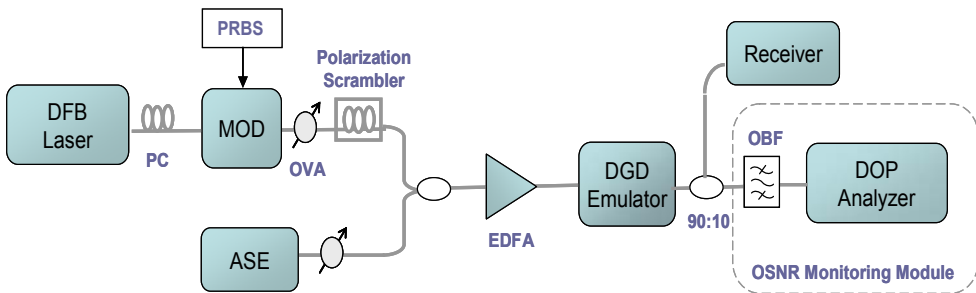 PRBS
Polarization
Scrambler
Receiver
DFB
Laser
PC
MOD
OVA
OBF
DGD
Emulator
DOP
Analyzer
90:10
EDFA
ASE
OSNR Monitoring Module